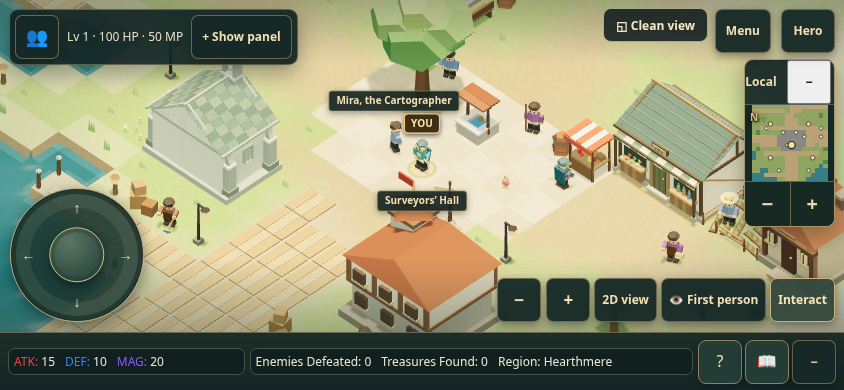 Lv 1 · 100 HP · 50 MP
+ Show panel
◱ Clean view
Menu
Hero
Local
–
N
Mira, the Cartographer
YOU
Surveyors' Hall
− +
− + 2D view First person Interact
ATK: 15 DEF: 10 MAG: 20
Enemies Defeated: 0 Treasures Found: 0 Region: Hearthmere
? –